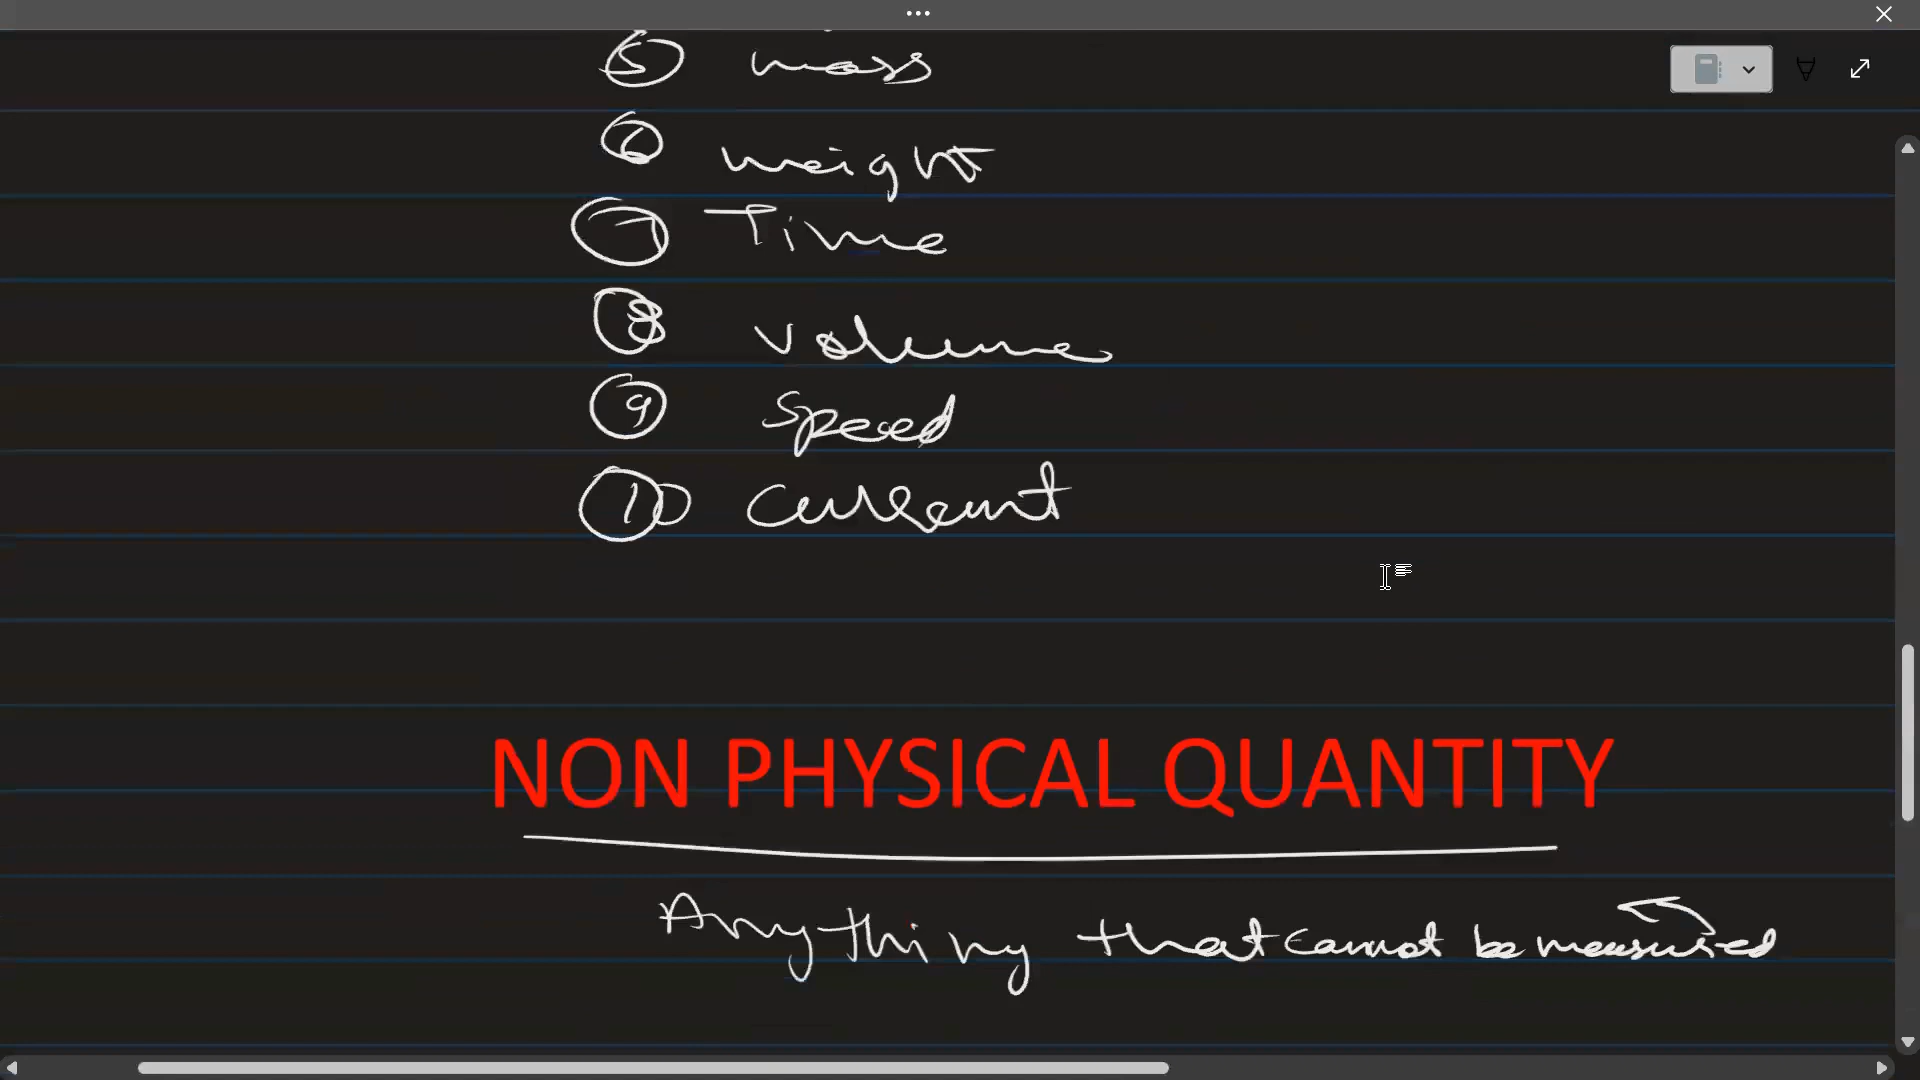 ⑤ mass
⑥ weight
⑦ Time
⑧ volume
⑨ Speed
⑩ Current
NON PHYSICAL QUANTITY
Anything that cannot be measured